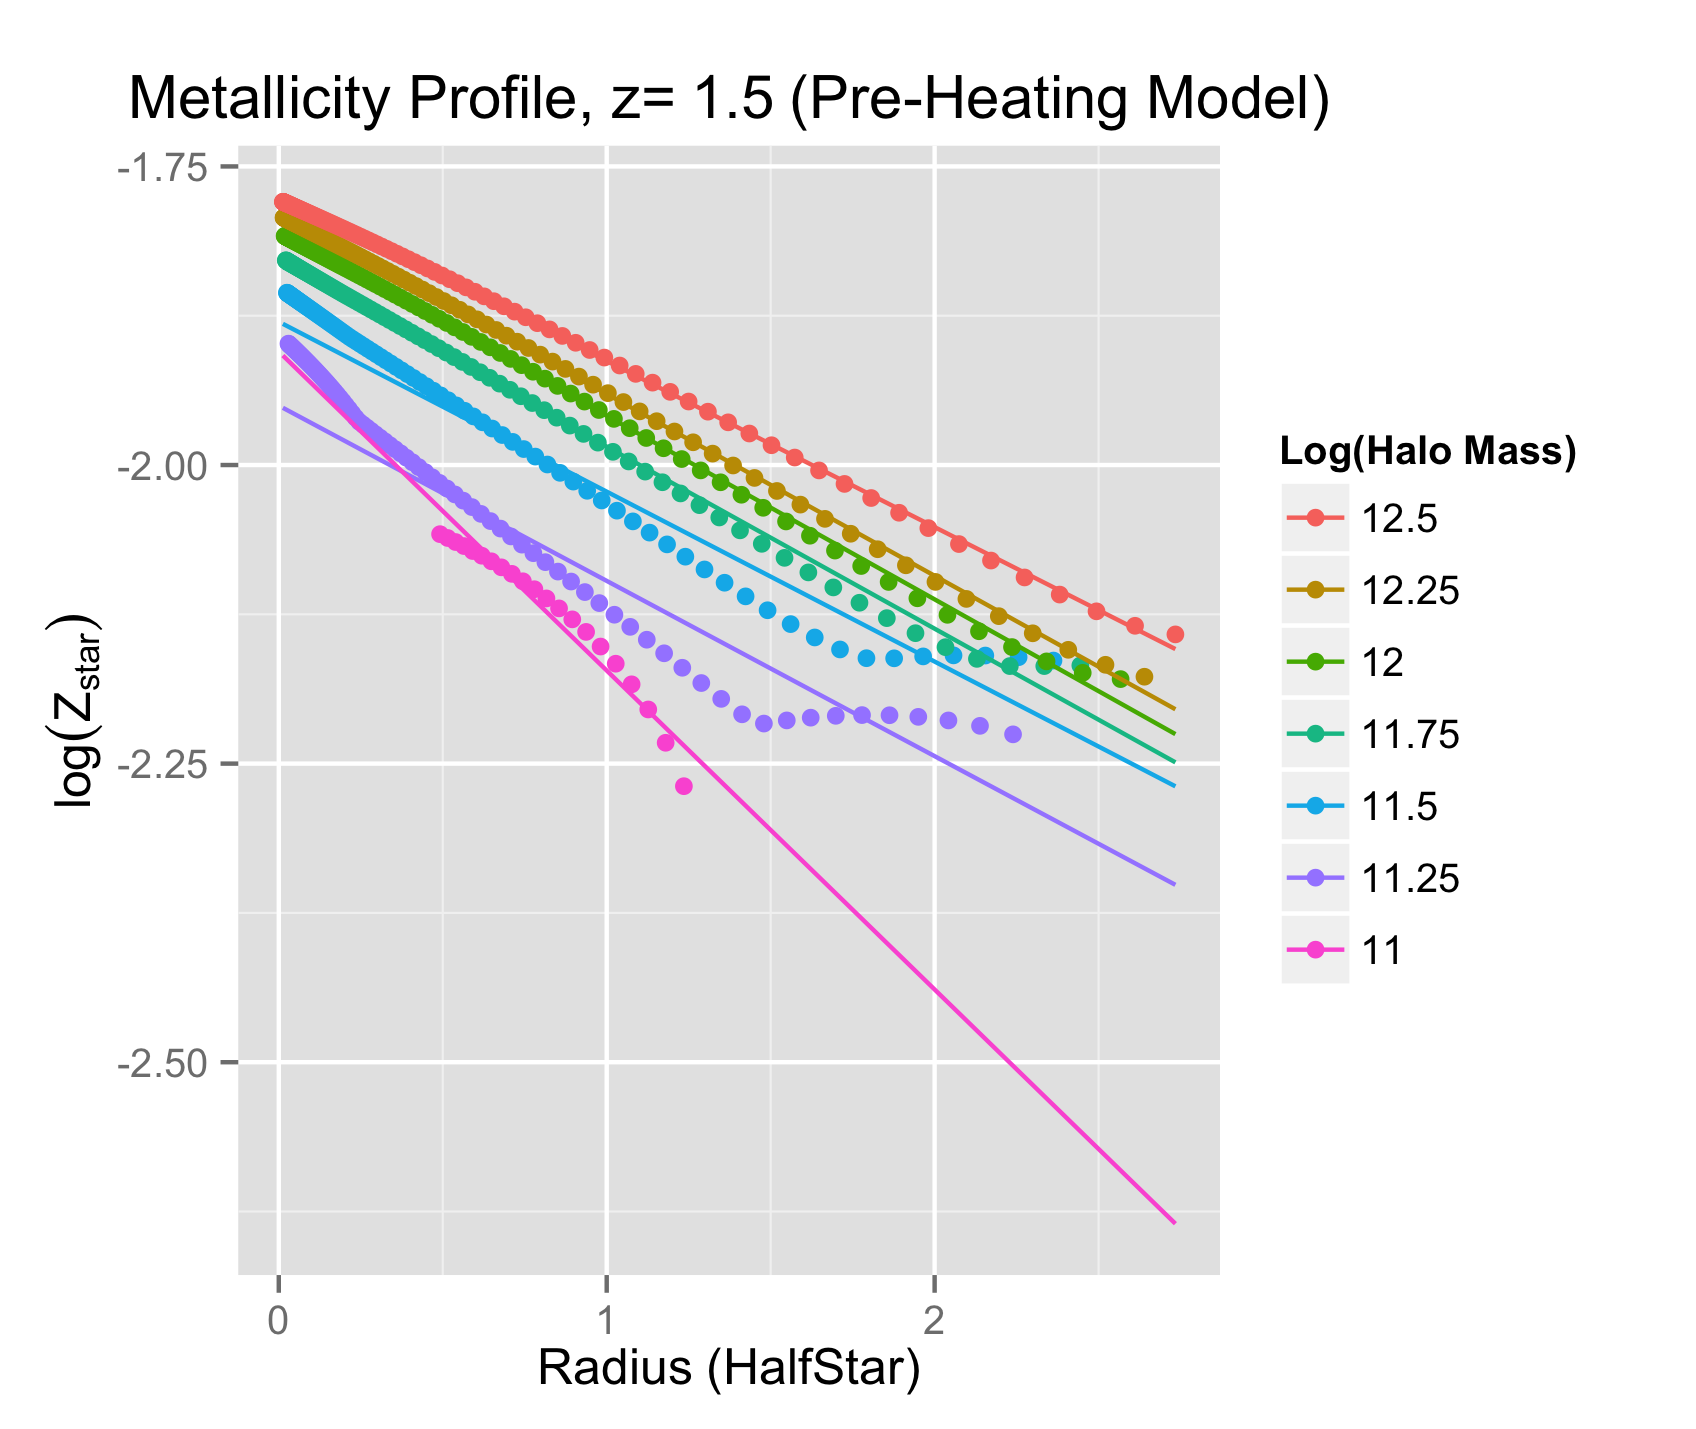 Metallicity Profile, z= 1.5 (Pre-Heating Model)
-1.75
-2.00
-2.25
-2.50
log(Zstar)
0 1 2
Radius (HalfStar)
Log(Halo Mass)
12.5
12.25
12
11.75
11.5
11.25
11